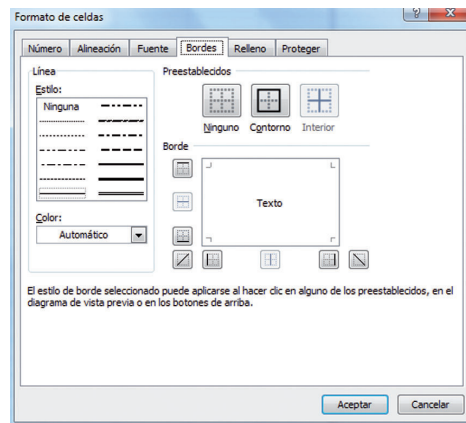 Formato de celdas
Número Alineación Fuente Bordes Relleno Proteger
Línea
Estilo:
Ninguna
Color:
Automático
Preestablecidos
Ninguno Contorno Interior
Borde
Texto
El estilo de borde seleccionado puede aplicarse al hacer clic en alguno de los preestablecidos, en el
diagrama de vista previa o en los botones de arriba.
Aceptar Cancelar